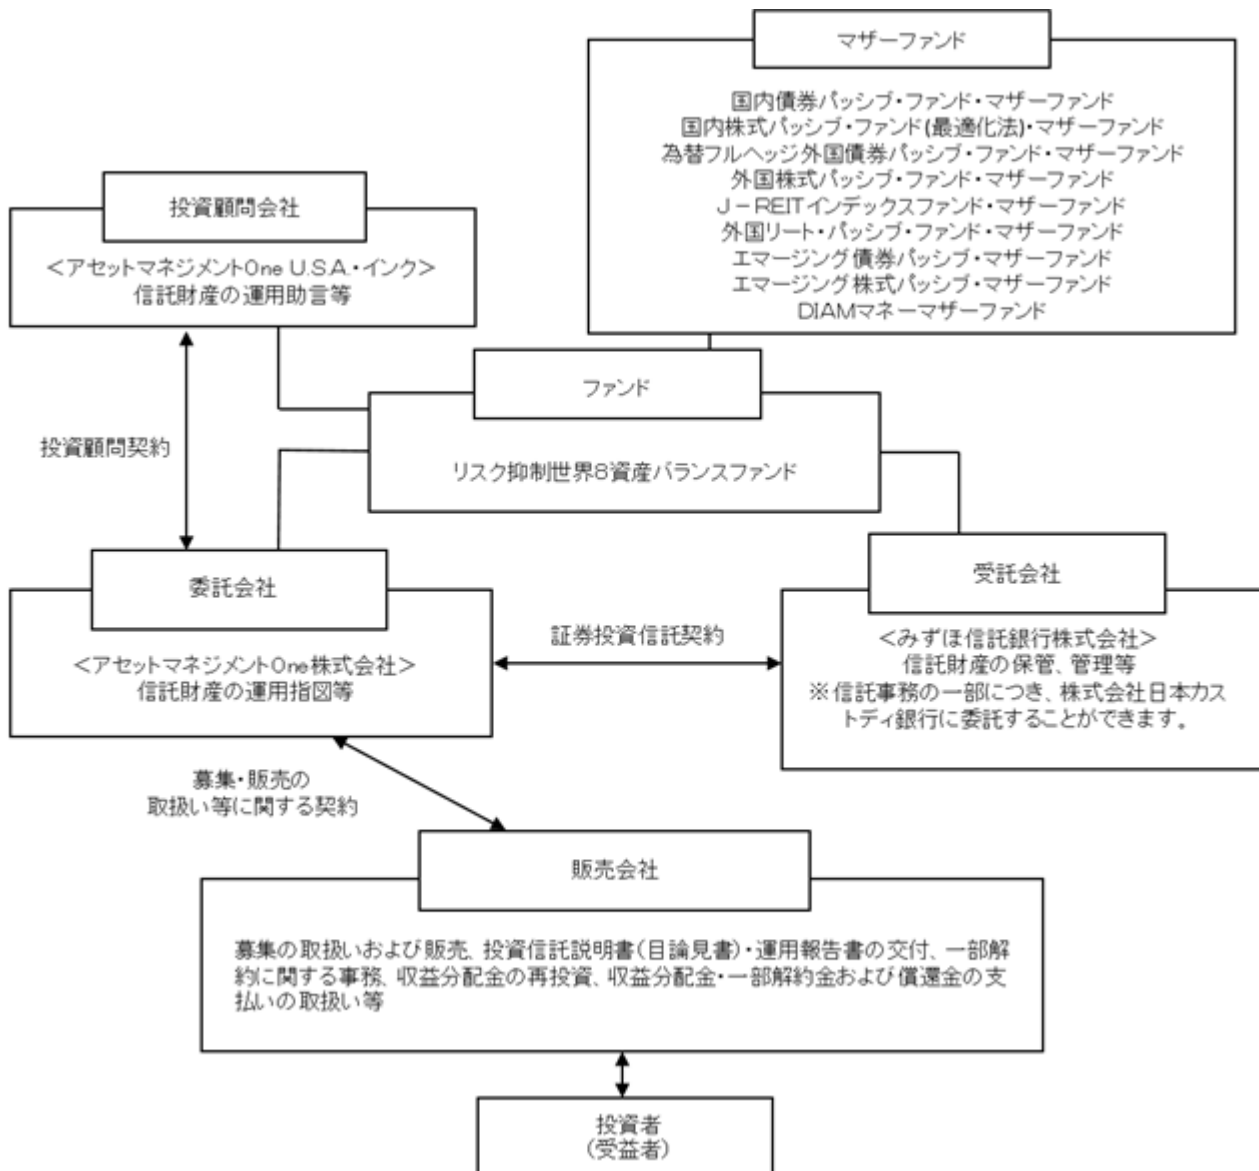 マザーファンド
国内債券パッシブ・ファンド・マザーファンド
国内株式パッシブ・ファンド(最適化法)・マザーファンド
為替フルヘッジ外国債券パッシブ・ファンド・マザーファンド
外国株式パッシブ・ファンド・マザーファンド
J－REITインデックスファンド・マザーファンド
外国リート・パッシブ・ファンド・マザーファンド
エマージング債券パッシブ・マザーファンド
エマージング株式パッシブ・マザーファンド
DIAMマネーマザーファンド
投資顧問会社
＜アセットマネジメントOne U.S.A.・インク＞
信託財産の運用助言等
ファンド
リスク抑制世界8資産バランスファンド
投資顧問契約
委託会社
＜アセットマネジメントOne株式会社＞
信託財産の運用指図等
証券投資信託契約
受託会社
＜みずほ信託銀行株式会社＞
信託財産の保管、管理等
※信託事務の一部につき、株式会社日本カス
トディ銀行に委託することができます。
募集・販売の
取扱い等に関する契約
販売会社
募集の取扱いおよび販売、投資信託説明書(目論見書)・運用報告書の交付、一部解
約に関する事務、収益分配金の再投資、収益分配金・一部解約金および償還金の支
払いの取扱い等
投資者
(受益者)